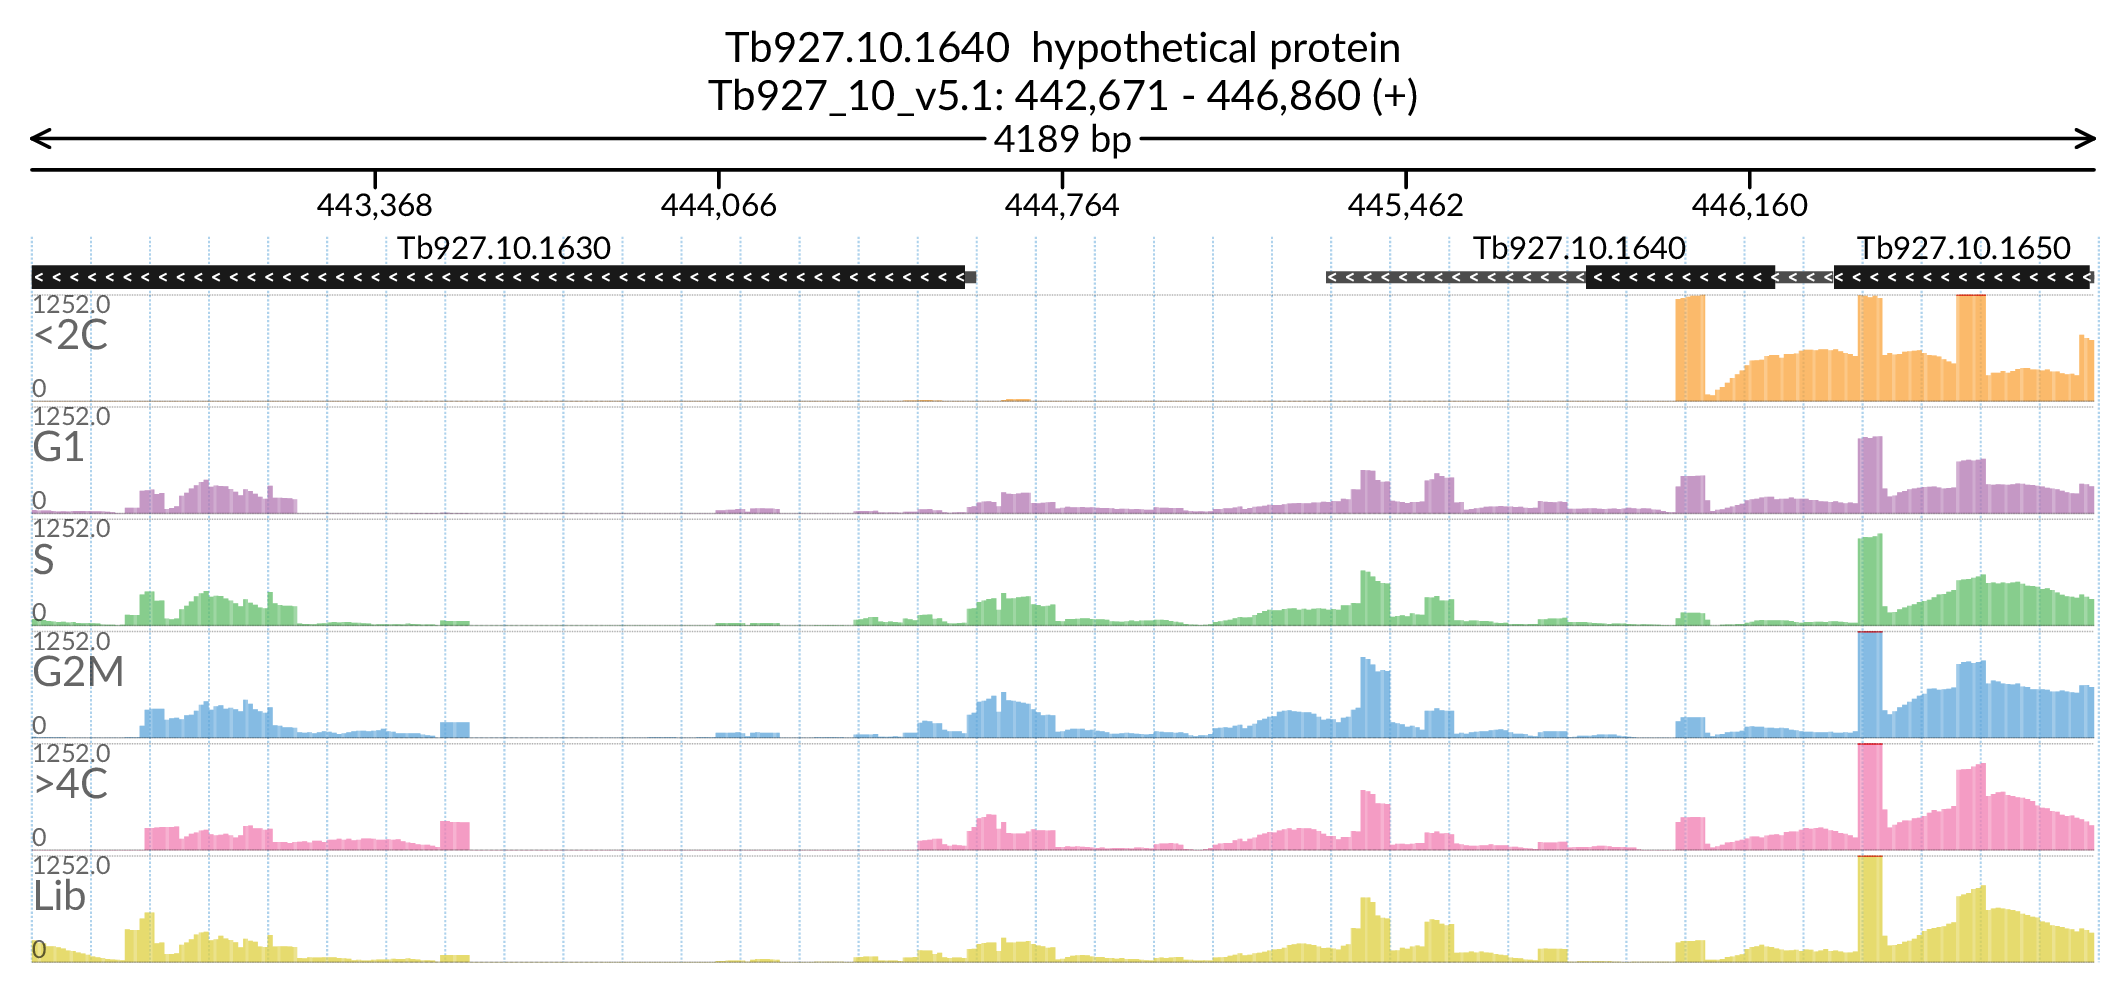 Tb927.10.1640 hypothetical protein
Tb927_10_v5.1: 442,671 - 446,860 (+)
4189 bp
443,368 444,066 444,764 445,462 446,160
Tb927.10.1630 Tb927.10.1640 Tb927.10.1650
1252.0
<2C
0
1252.0
G1
0
1252.0
S
0
1252.0
G2M
0
1252.0
>4C
0
1252.0
Lib
0